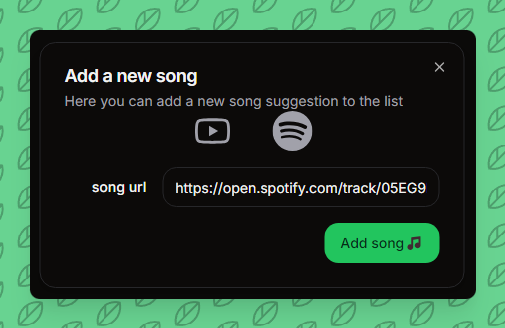 Add a new song
Here you can add a new song suggestion to the list
song url
https://open.spotify.com/track/05EG9
Add song